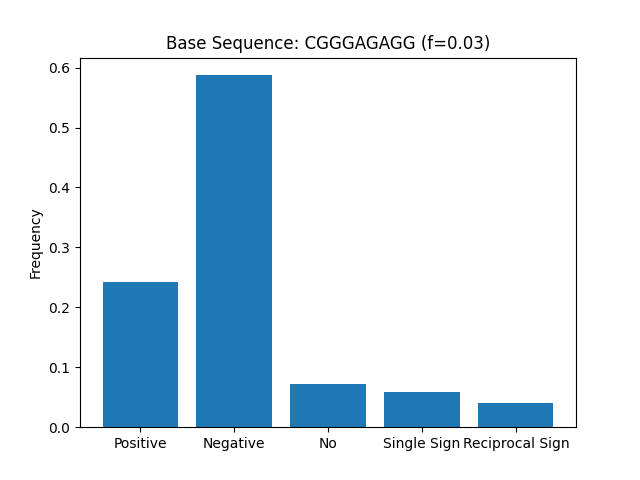 Base Sequence: CGGGAGAGG (f=0.03)
Frequency
0.6
0.5
0.4
0.3
0.2
0.1
0.0
Positive Negative No Single Sign Reciprocal Sign